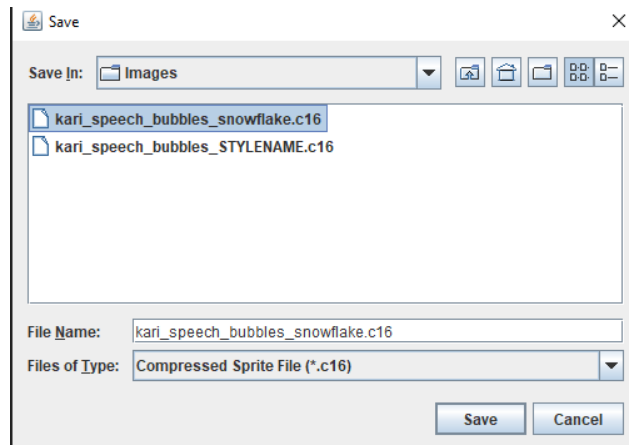 Save
Save In: Images
kari_speech_bubbles_snowflake.c16
kari_speech_bubbles_STYLENAME.c16
File Name: kari_speech_bubbles_snowflake.c16
Files of Type: Compressed Sprite File (*.c16)
Save Cancel